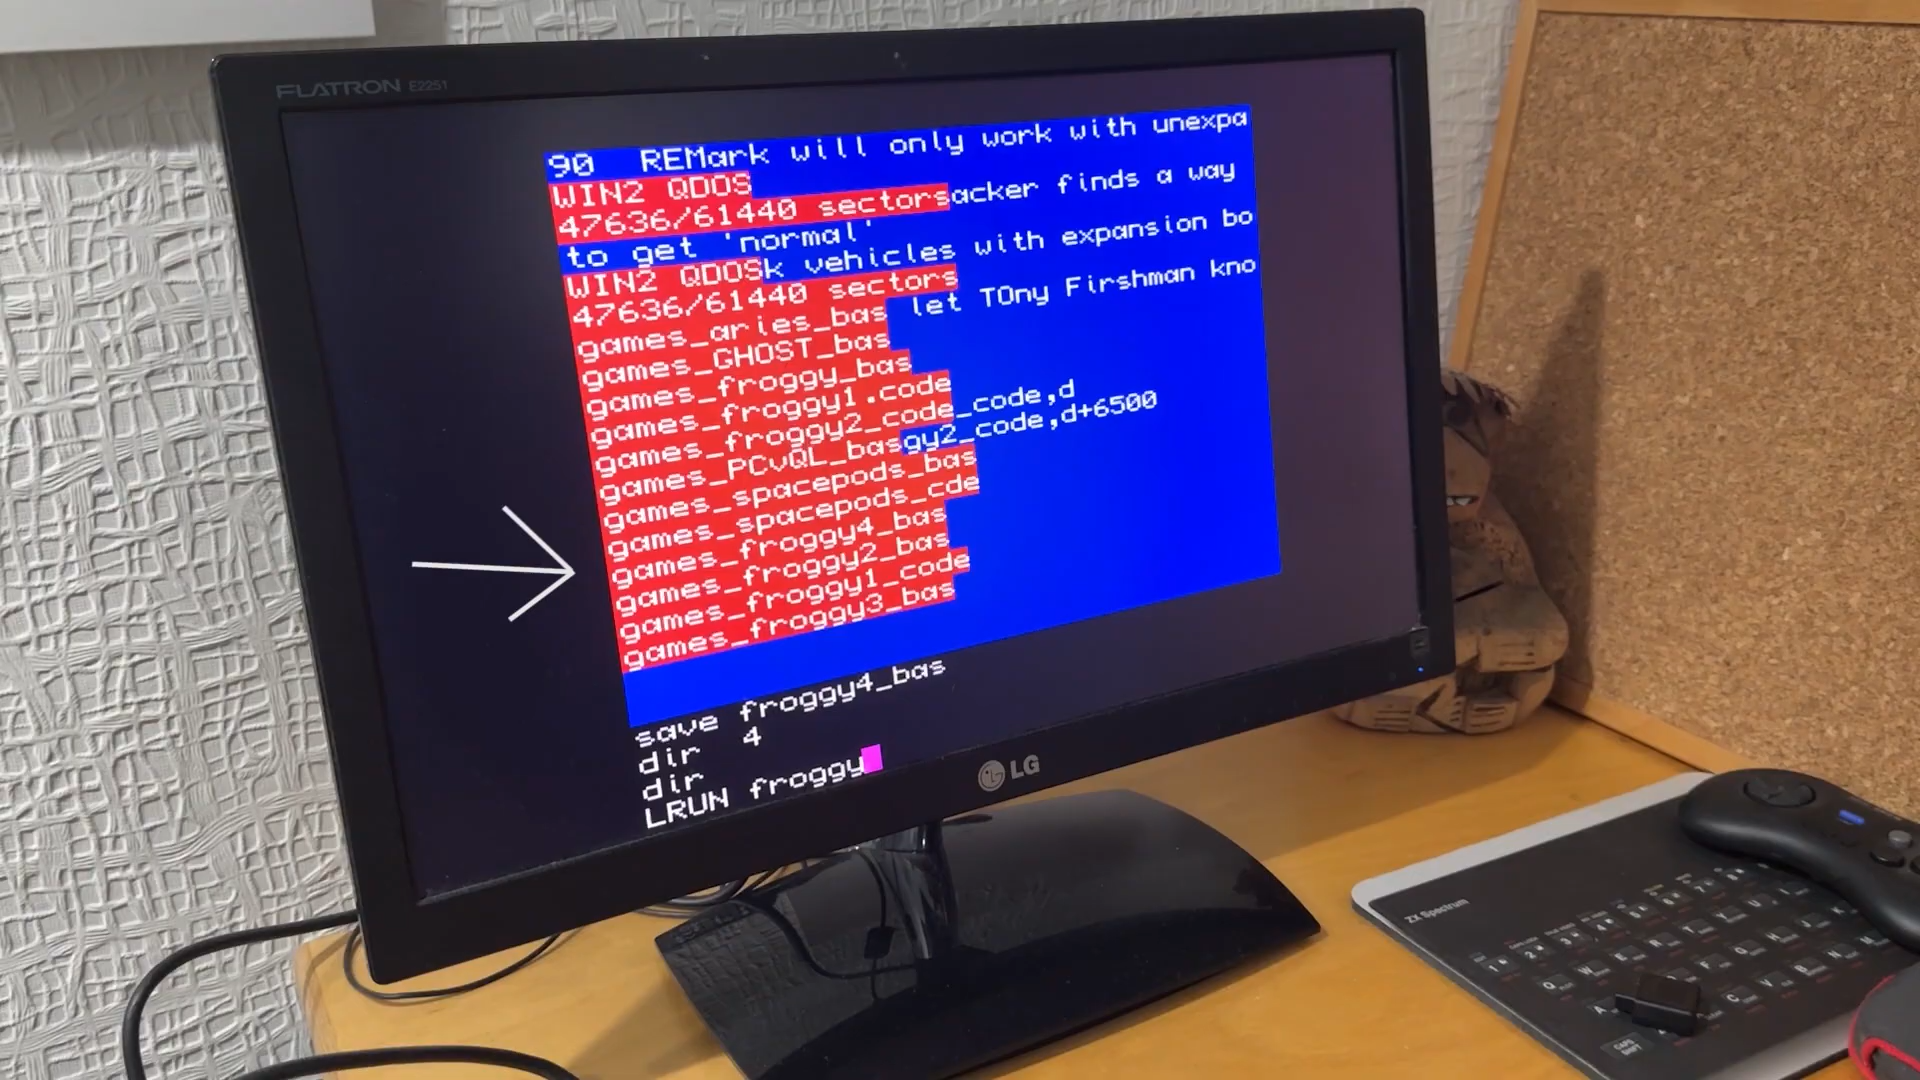 FLATRON E2251
90 REMark will only work with unexpa
WIN2 QDOS
47636/61440 sectorsacker finds a way
to get 'normal'
WIN2 QDOSk vehicles with expansion bo
47636/61440 sectors
games_aries_bas let TOny Firshman kno
games_GHOST_bas
games_froggy_bas
games_froggy1.code
games_froggy2_code_code,d
games_PCvQL_basgy2_code,d+6500
games_spacepods_bas
games_spacepods_cde
games_froggy4_bas
games_froggy2_bas
games_froggy1_code
games_froggy3_bas
save froggy4_bas
dir 4
dir
LRUN froggy
LG
ZX Spectrum